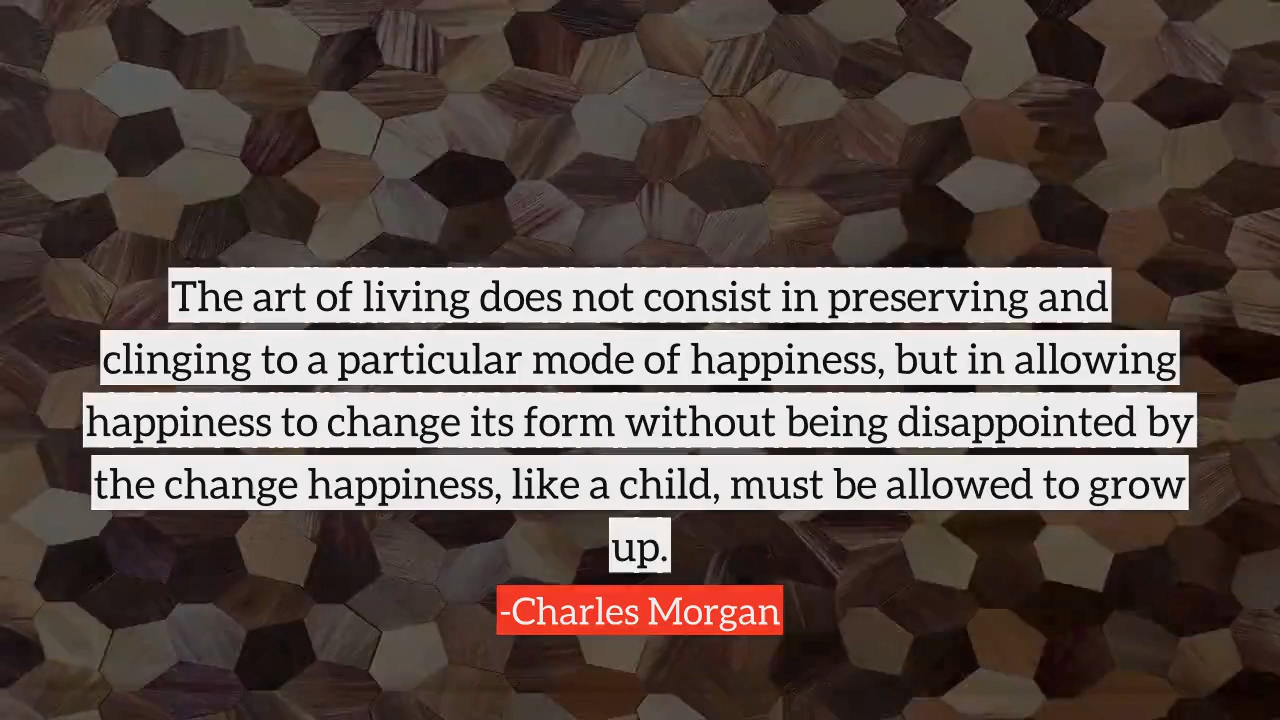 The art of living does not consist in preserving and
clinging to a particular mode of happiness, but in allowing
happiness to change its form without being disappointed by
the change happiness, like a child, must be allowed to grow
up.
-Charles Morgan